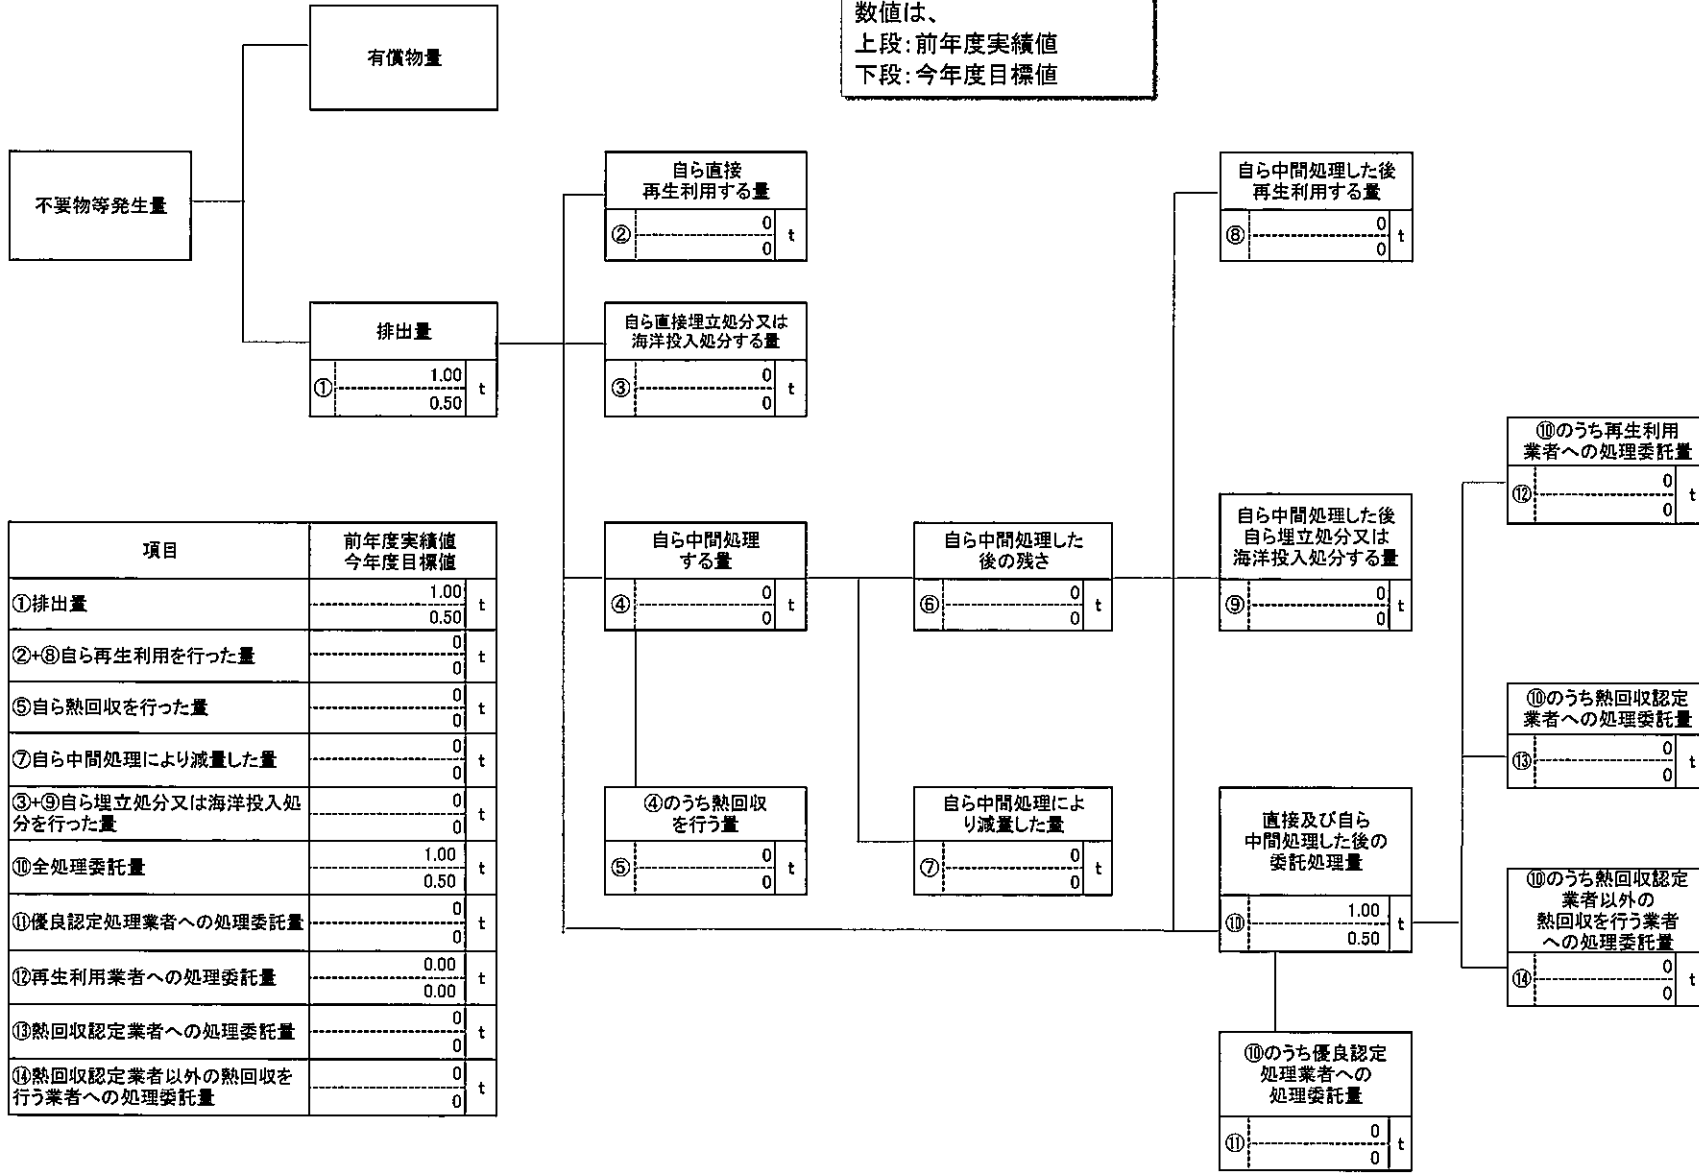 数値は、
上段:前年度実績値
下段:今年度目標値
有償物量
不要物等発生量
排出量
①
1.00
0.50
t
自ら直接
再生利用する量
②
0
0
t
自ら直接埋立処分又は
海洋投入処分する量
③
0
0
t
自ら中間処理
する量
④
0
0
t
④のうち熱回収
を行う量
⑤
0
0
t
自ら中間処理した
後の残さ
⑥
0
0
t
自ら中間処理によ
り減量した量
⑦
0
0
t
自ら中間処理した後
再生利用する量
⑧
0
0
t
自ら中間処理した後
自ら埋立処分又は
海洋投入処分する量
⑨
0
0
t
直接及び自ら
中間処理した後の
委託処理量
⑩
1.00
0.50
t
⑩のうち優良認定
処理業者への
処理委託量
⑪
0
0
t
⑩のうち再生利用
業者への処理委託量
⑫
0
0
t
⑩のうち熱回収認定
業者への処理委託量
⑬
0
0
t
⑩のうち熱回収認定
業者以外の
熱回収を行う業者
への処理委託量
⑭
0
0
t
項目
前年度実績値
今年度目標値
①排出量
1.00
0.50
t
②+⑧自ら再生利用を行った量
0
0
t
⑤自ら熱回収を行った量
0
0
t
⑦自ら中間処理により減量した量
0
0
t
③+⑨自ら埋立処分又は海洋投入処
分を行った量
0
0
t
⑩全処理委託量
1.00
0.50
t
⑪優良認定処理業者への処理委託量
0
0
t
⑫再生利用業者への処理委託量
0.00
0.00
t
⑬熱回収認定業者への処理委託量
0
0
t
⑭熱回収認定業者以外の熱回収を
行う業者への処理委託量
0
0
t